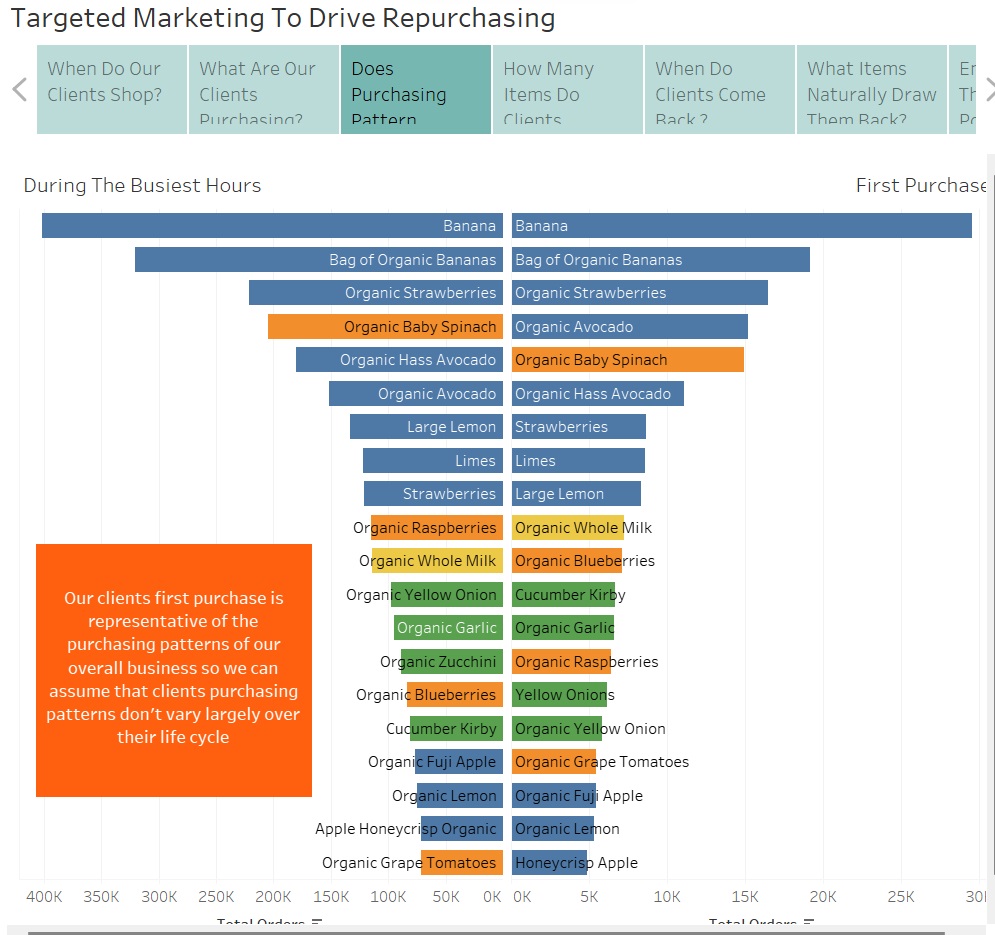 Targeted Marketing To Drive Repurchasing
When Do Our
Clients Shop?
What Are Our
Clients
Purchasing?
Does
Purchasing
Pattern
How Many
Items Do
Clients
When Do
Clients Come
Back ?
What Items
Naturally Draw
Them Back?
During The Busiest Hours
First Purchase
Banana
Bag of Organic Bananas
Organic Strawberries
Organic Baby Spinach
Organic Hass Avocado
Organic Avocado
Large Lemon
Limes
Strawberries
Organic Raspberries
Organic Whole Milk
Organic Yellow Onion
Organic Garlic
Organic Zucchini
Organic Blueberries
Cucumber Kirby
Organic Fuji Apple
Organic Lemon
Apple Honeycrisp Organic
Organic Grape Tomatoes
Banana
Bag of Organic Bananas
Organic Strawberries
Organic Avocado
Organic Baby Spinach
Organic Hass Avocado
Strawberries
Limes
Large Lemon
Organic Whole Milk
Organic Blueberries
Cucumber Kirby
Organic Garlic
Organic Raspberries
Yellow Onions
Organic Yellow Onion
Organic Grape Tomatoes
Organic Fuji Apple
Organic Lemon
Honeycrisp Apple
Our clients first purchase is
representative of the
purchasing patterns of our
overall business so we can
assume that clients purchasing
patterns don't vary largely over
their life cycle
400K 350K 300K 250K 200K 150K 100K 50K 0K
0K 5K 10K 15K 20K 25K
Total Orders
Total Orders